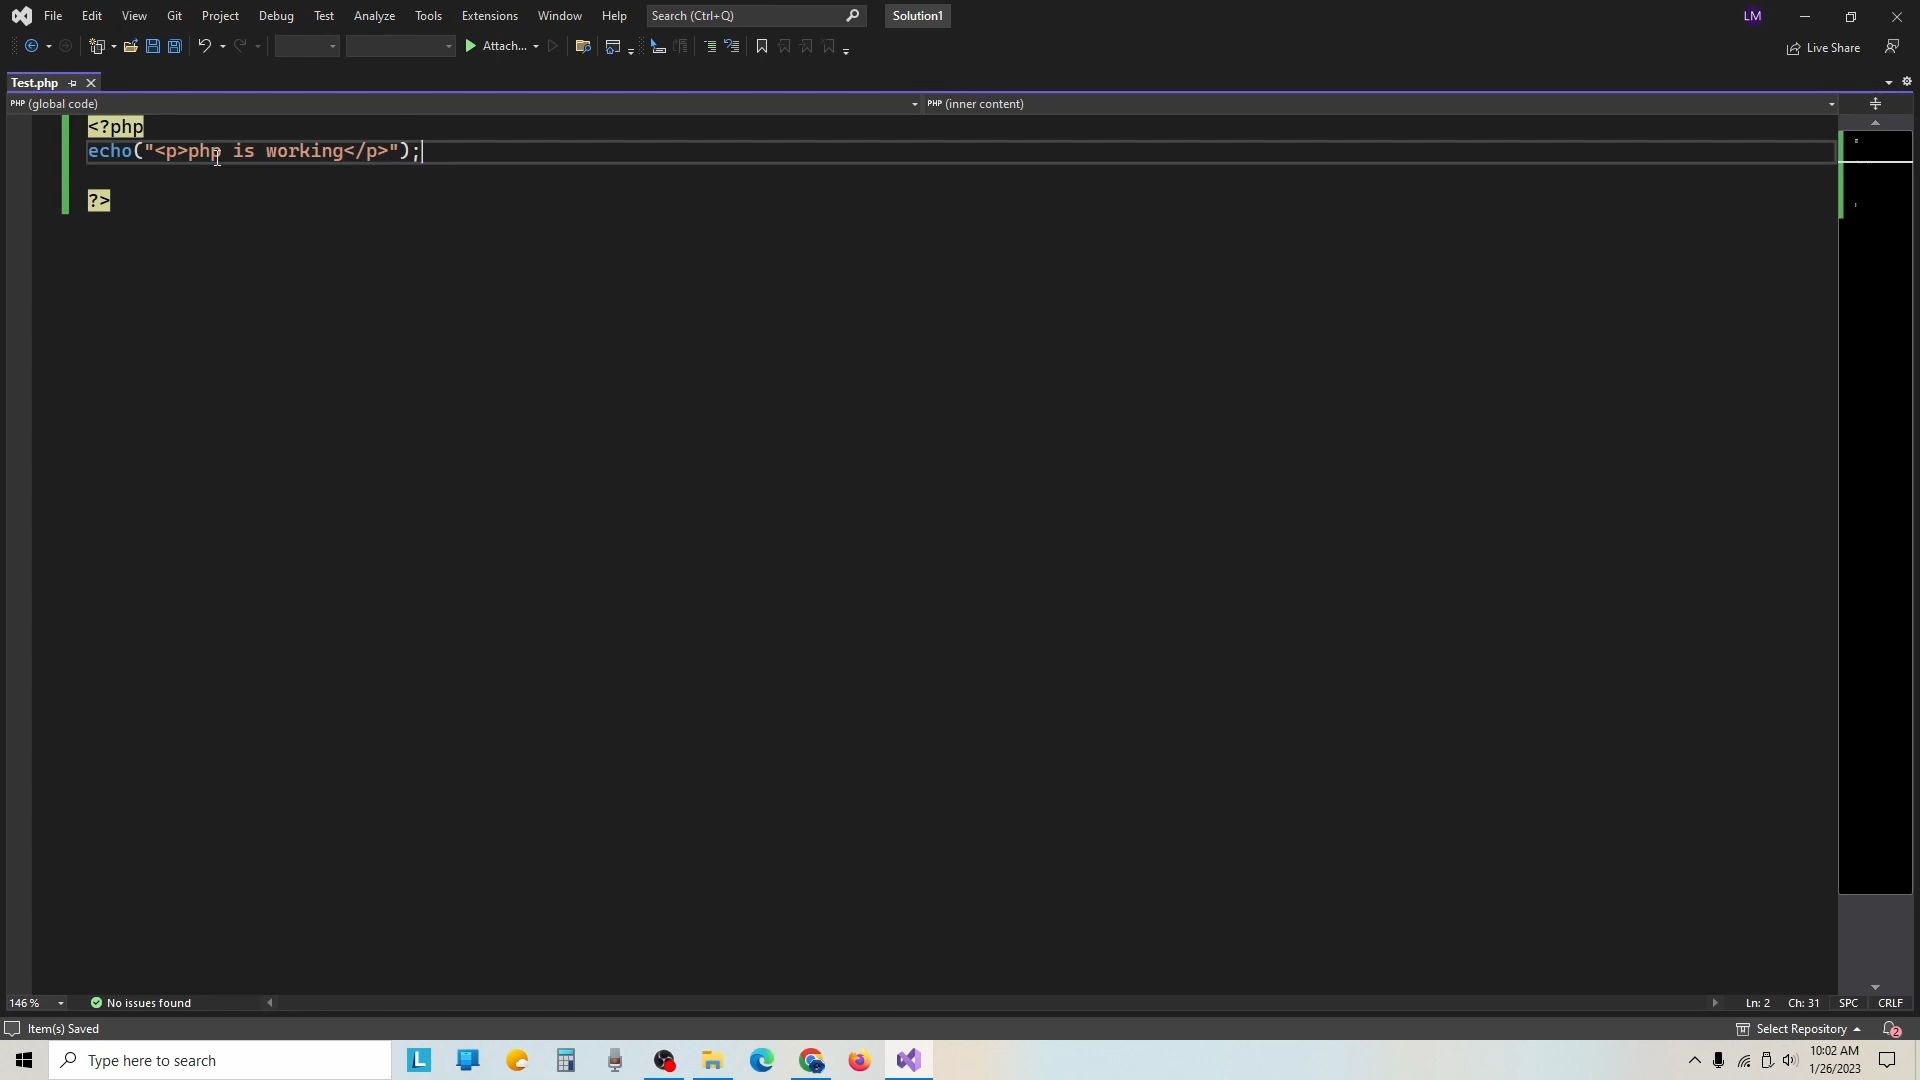 File Edit View Git Project Debug Test Analyze Tools Extensions Window Help Search (Ctrl+Q) Solution1 LM
Attach... Live Share
Test.php
PHP (global code) PHP (inner content)
<?php
echo("<p>php is working</p>");
?>
146 % No issues found Ln: 2 Ch: 31 SPC CRLF
Item(s) Saved Select Repository 2
Type here to search L 10:02 AM
1/26/2023